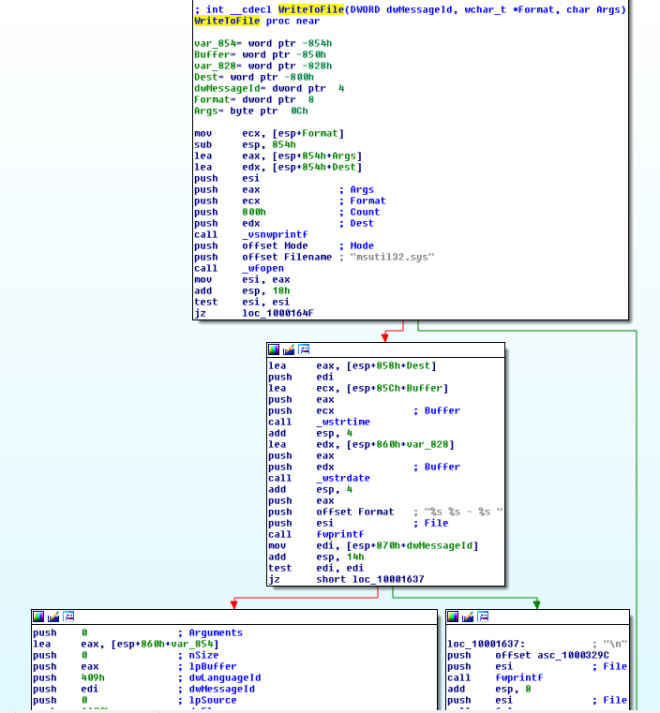 ; int __cdecl WriteToFile(DWORD dwMessageId, wchar_t *Format, char Args)
WriteToFile proc near
var_854= word ptr -854h
Buffer= word ptr -850h
var_828= word ptr -828h
Dest= word ptr -800h
dwMessageId= dword ptr 4
Format= dword ptr 8
Args= byte ptr 0Ch
mov ecx, [esp+Format]
sub esp, 854h
lea eax, [esp+854h+Args]
lea edx, [esp+854h+Dest]
push esi
push eax ; Args
push ecx ; Format
push 800h ; Count
push edx ; Dest
call _vsnwprintf
push offset Mode ; Mode
push offset Filename ; "msutil32.sys"
call _wfopen
mov esi, eax
add esp, 18h
test esi, esi
jz loc_1000164F
lea eax, [esp+858h+Dest]
push edi
lea ecx, [esp+85Ch+Buffer]
push eax
push ecx ; Buffer
call _wstrtime
add esp, 4
lea edx, [esp+860h+var_828]
push eax
push edx ; Buffer
call _wstrdate
add esp, 4
push eax
push offset Format ; "%s %s - %s "
push esi ; File
call fwprintf
mov edi, [esp+870h+dwMessageId]
add esp, 14h
test edi, edi
jz short loc_10001637
push 0 ; Arguments
lea eax, [esp+860h+var_854]
push 0 ; nSize
push eax ; lpBuffer
push 409h ; dwLanguageId
push edi ; dwMessageId
push 0 ; lpSource
loc_10001637: ; "\n"
push offset asc_1000329C
push esi ; File
call fwprintf
add esp, 8
push esi ; File